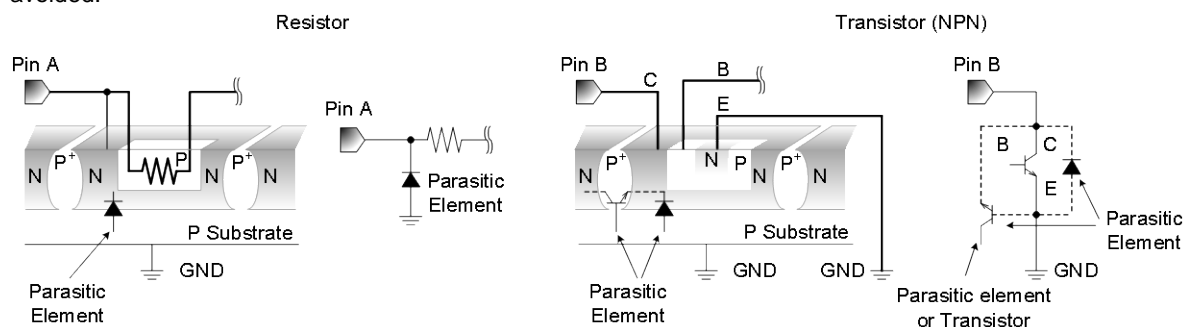 Resistor
Transistor (NPN)
Pin A
Pin B
B
Pin B
C
E
Pin A
N
P+
N
P
P+
N
Parasitic
Element
N
P+
N
N
P
P+
N
B
C
E
Parasitic
Element
P Substrate
GND
P Substrate
GND
GND
GND
Parasitic
Element
Parasitic
Element
Parasitic element
or Transistor